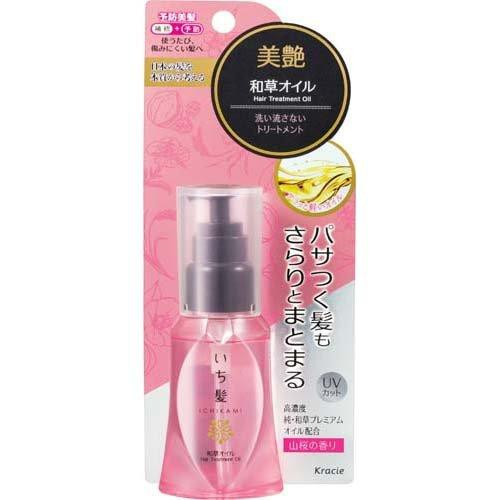 予防美髪
補修+予防
使うたび、
傷みにくい髪へ
日本の髪を
本質から考える
美艶
和草オイル
Hair Treatment Oil
洗い流さない
トリートメント
軽いオイル
パサつく髪も
さらりとまとまる
UV
カット
高濃度
純・和草プレミアム
オイル配合
山桜の香り
Kracie
いち髪
ICHIKAMI
和草オイル
Hair Treatment Oil